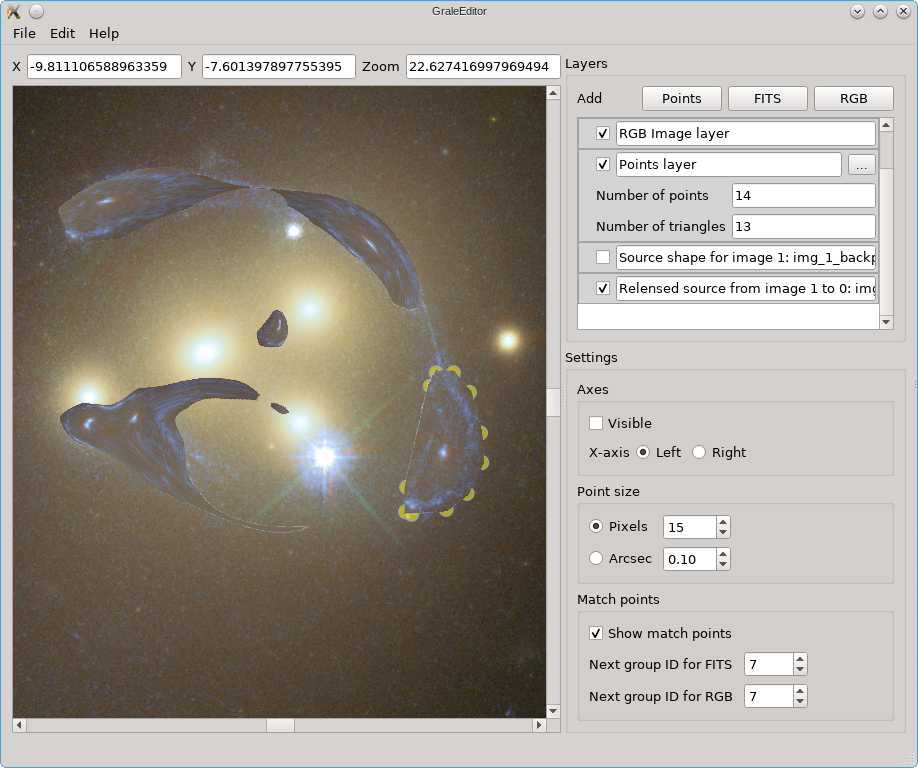 GraleEditor
File Edit Help
X -9.811106588963359 Y -7.601397897755395 Zoom 22.627416997969494
Layers
Add Points FITS RGB
RGB Image layer
Points layer ...
Number of points 14
Number of triangles 13
Source shape for image 1: img_1_backp
Relensed source from image 1 to 0: img
Settings
Axes
Visible
X-axis Left Right
Point size
Pixels 15
Arcsec 0.10
Match points
Show match points
Next group ID for FITS 7
Next group ID for RGB 7